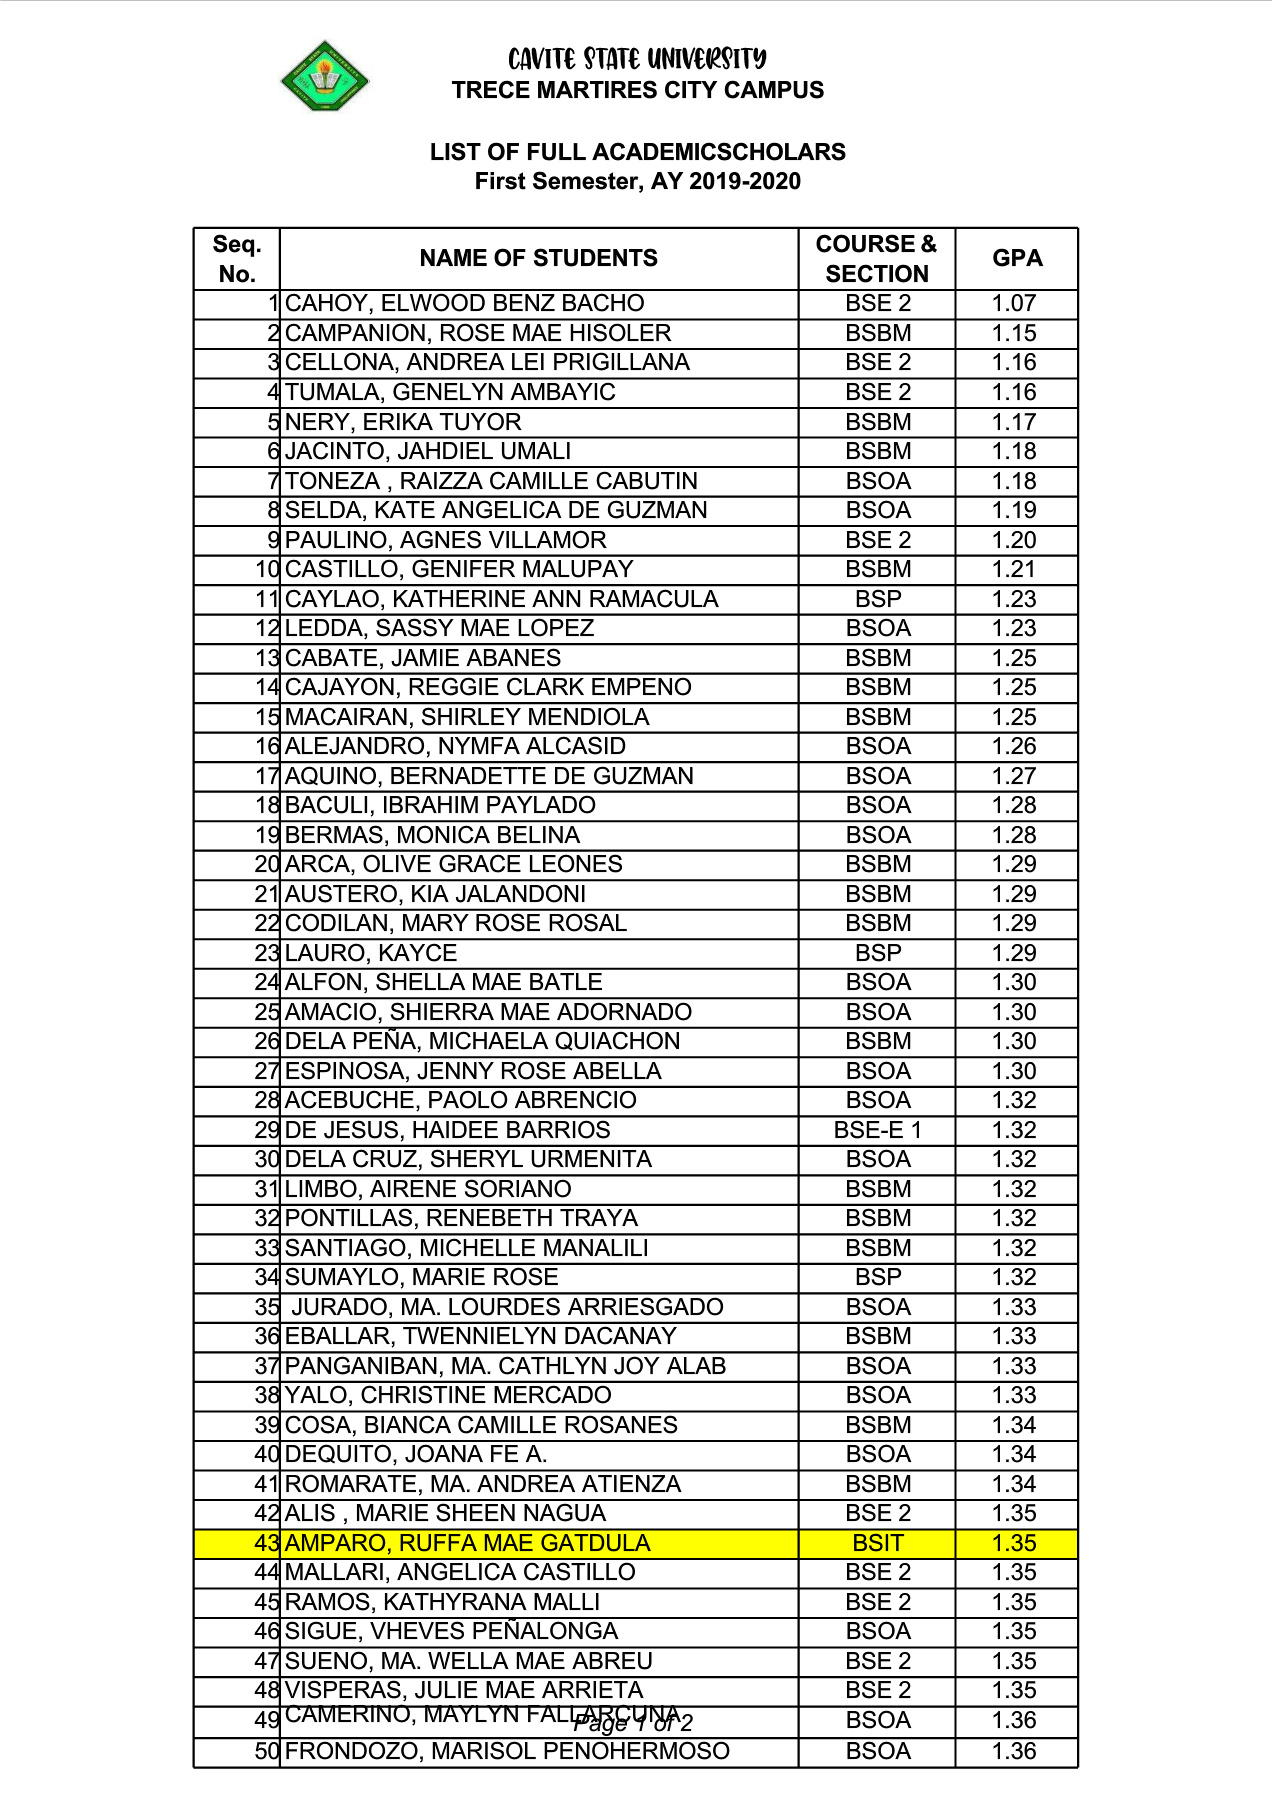 CAVITE STATE UNIVERSITY
TRECE MARTIRES CITY CAMPUS
LIST OF FULL ACADEMICSCHOLARS
First Semester, AY 2019-2020
Seq. No. NAME OF STUDENTS COURSE & SECTION GPA
1 CAHOY, ELWOOD BENZ BACHO BSE 2 1.07
2 CAMPANION, ROSE MAE HISOLER BSBM 1.15
3 CELLONA, ANDREA LEI PRIGILLANA BSE 2 1.16
4 TUMALA, GENELYN AMBAYIC BSE 2 1.16
5 NERY, ERIKA TUYOR BSBM 1.17
6 JACINTO, JAHDIEL UMALI BSBM 1.18
7 TONEZA , RAIZZA CAMILLE CABUTIN BSOA 1.18
8 SELDA, KATE ANGELICA DE GUZMAN BSOA 1.19
9 PAULINO, AGNES VILLAMOR BSE 2 1.20
10 CASTILLO, GENIFER MALUPAY BSBM 1.21
11 CAYLAO, KATHERINE ANN RAMACULA BSP 1.23
12 LEDDA, SASSY MAE LOPEZ BSOA 1.23
13 CABATE, JAMIE ABANES BSBM 1.25
14 CAJAYON, REGGIE CLARK EMPENO BSBM 1.25
15 MACAIRAN, SHIRLEY MENDIOLA BSBM 1.25
16 ALEJANDRO, NYMFA ALCASID BSOA 1.26
17 AQUINO, BERNADETTE DE GUZMAN BSOA 1.27
18 BACULI, IBRAHIM PAYLADO BSOA 1.28
19 BERMAS, MONICA BELINA BSOA 1.28
20 ARCA, OLIVE GRACE LEONES BSBM 1.29
21 AUSTERO, KIA JALANDONI BSBM 1.29
22 CODILAN, MARY ROSE ROSAL BSBM 1.29
23 LAURO, KAYCE BSP 1.29
24 ALFON, SHELLA MAE BATLE BSOA 1.30
25 AMACIO, SHIERRA MAE ADORNADO BSOA 1.30
26 DELA PEÑA, MICHAELA QUIACHON BSBM 1.30
27 ESPINOSA, JENNY ROSE ABELLA BSOA 1.30
28 ACEBUCHE, PAOLO ABRENCIO BSOA 1.32
29 DE JESUS, HAIDEE BARRIOS BSE-E 1 1.32
30 DELA CRUZ, SHERYL URMENITA BSOA 1.32
31 LIMBO, AIRENE SORIANO BSBM 1.32
32 PONTILLAS, RENEBETH TRAYA BSBM 1.32
33 SANTIAGO, MICHELLE MANALILI BSBM 1.32
34 SUMAYLO, MARIE ROSE BSP 1.32
35 JURADO, MA. LOURDES ARRIESGADO BSOA 1.33
36 EBALLAR, TWENNIELYN DACANAY BSBM 1.33
37 PANGANIBAN, MA. CATHLYN JOY ALAB BSOA 1.33
38 YALO, CHRISTINE MERCADO BSOA 1.33
39 COSA, BIANCA CAMILLE ROSANES BSBM 1.34
40 DEQUITO, JOANA FE A. BSOA 1.34
41 ROMARATE, MA. ANDREA ATIENZA BSBM 1.34
42 ALIS , MARIE SHEEN NAGUA BSE 2 1.35
43 AMPARO, RUFFA MAE GATDULA BSIT 1.35
44 MALLARI, ANGELICA CASTILLO BSE 2 1.35
45 RAMOS, KATHYRANA MALLI BSE 2 1.35
46 SIGUE, VHEVES PEÑALONGA BSOA 1.35
47 SUENO, MA. WELLA MAE ABREU BSE 2 1.35
48 VISPERAS, JULIE MAE ARRIETA BSE 2 1.35
49 CAMERINO, MAYLYN FALLARCUNA BSOA 1.36
Page 1 of 2
50 FRONDOZO, MARISOL PENOHERMOSO BSOA 1.36